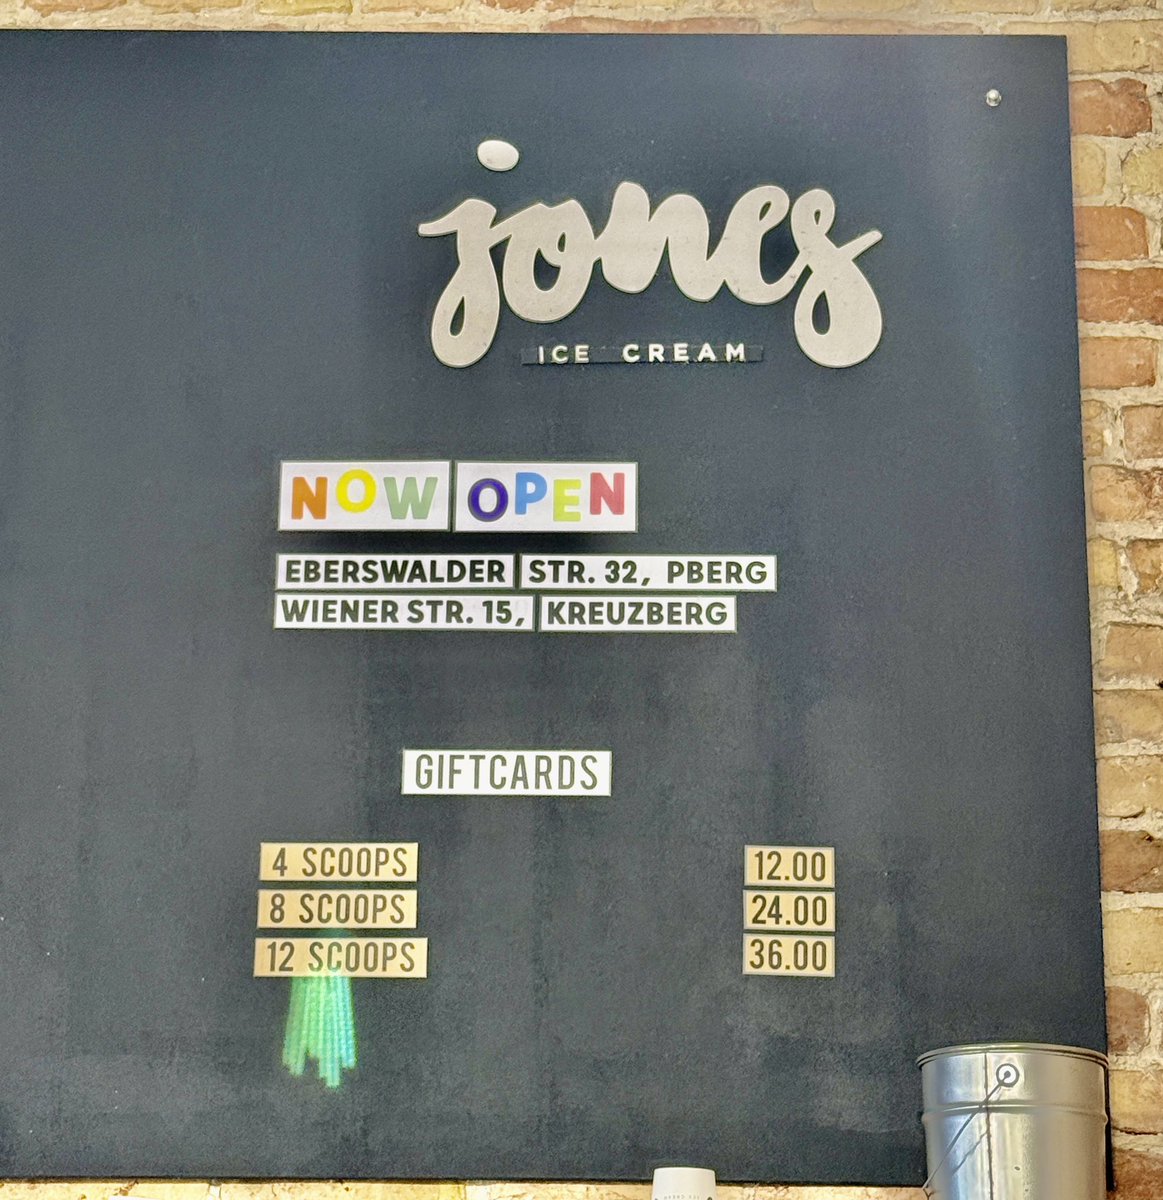 jones
ICE CREAM
NOW OPEN
EBERSWALDER STR. 32, PBERG
WIENER STR. 15, KREUZBERG
GIFTCARDS
4 SCOOPS 12.00
8 SCOOPS 24.00
12 SCOOPS 36.00